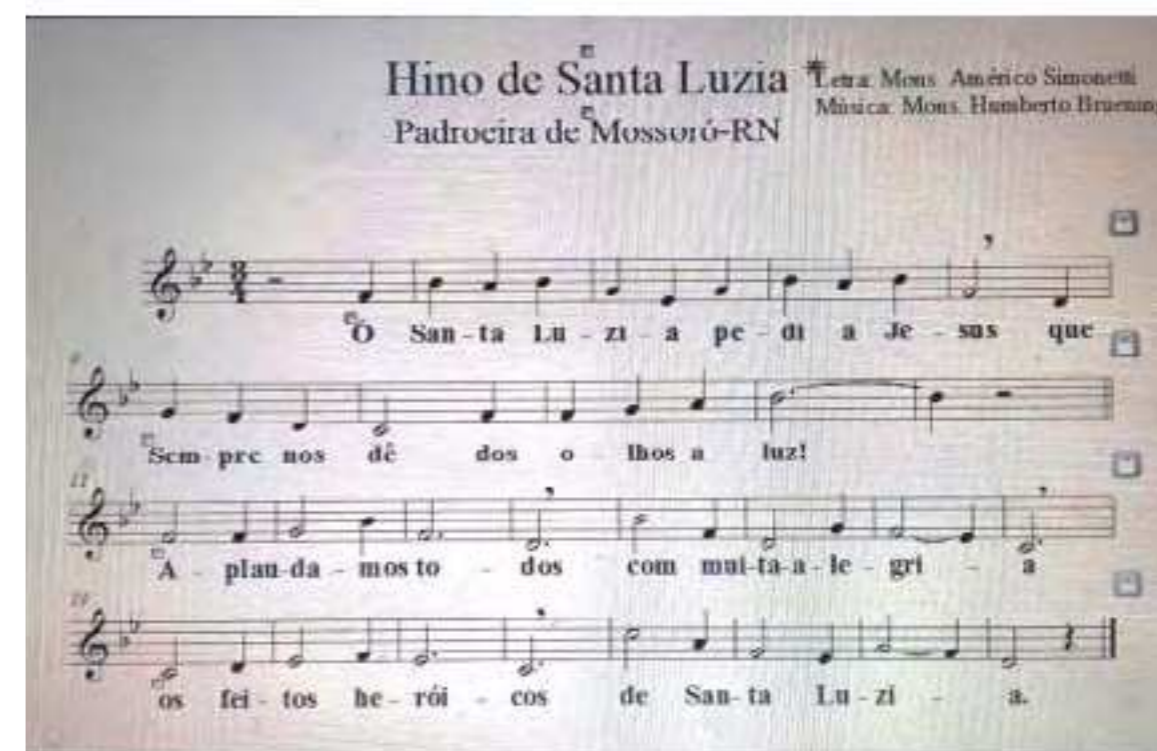 Hino de Santa Luzia
Letra: Mons. Américo Simonetti
Música: Mons. Humberto Bruening
Padroeira de Mossoró-RN
Ó San - ta Lu - zi - a pe - di a Je - sus que
Sem - pre nos dê dos o lhos a luz!
A - plau - da - mos to - dos com mui - ta - a - le - gri - a
os fei - tos he - rói - cos de San - ta Lu - zi - a.